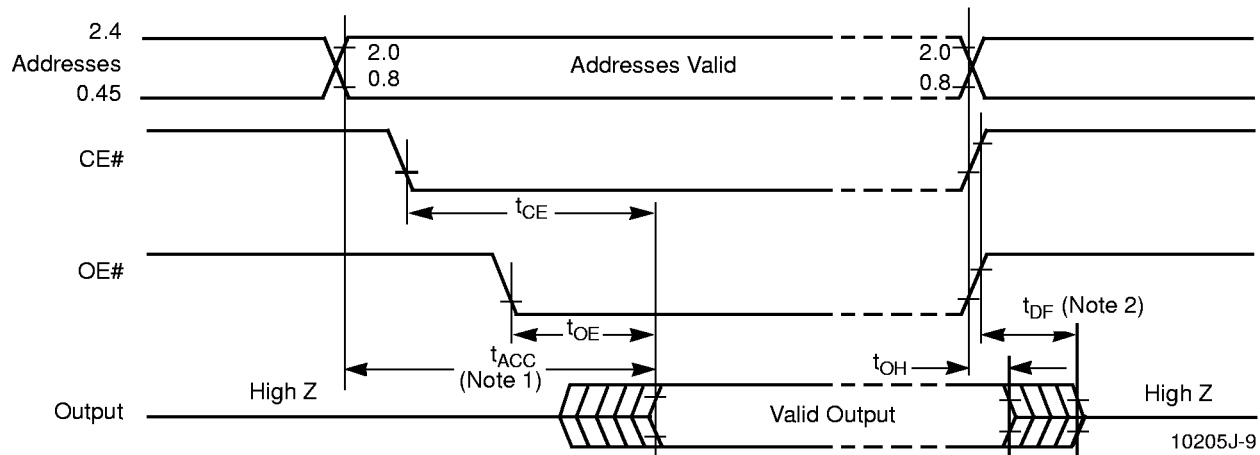 2.4
Addresses
0.45
2.0
0.8
Addresses Valid
2.0
0.8
CE#
tCE
OE#
tOE
tDF (Note 2)
tACC
(Note 1)
tOH
High Z
Output
Valid Output
High Z
10205J-9